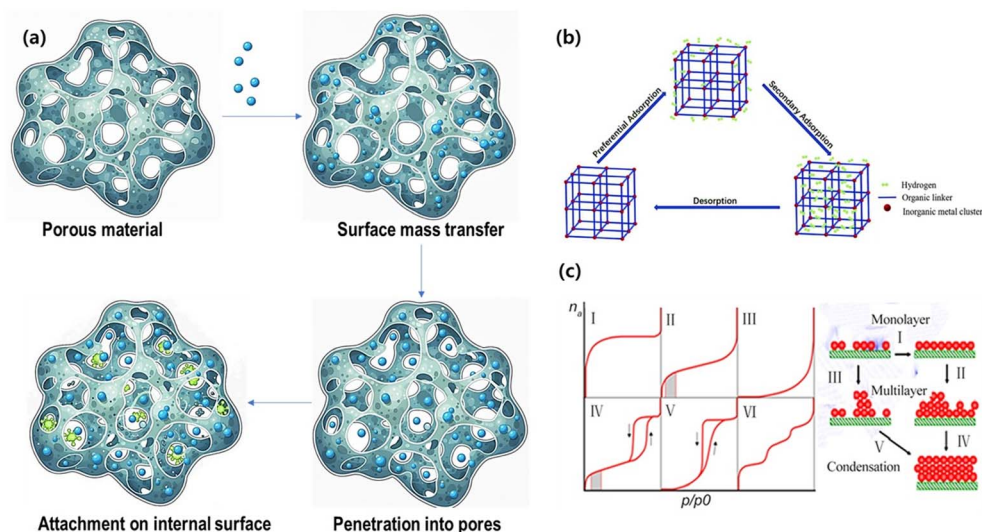 (a)
Porous material
Surface mass transfer
Attachment on internal surface
Penetration into pores
(b)
Preferential Adsorption
Secondary Adsorption
Desorption
Hydrogen
Organic linker
Inorganic metal cluster
(c)
nₐ
I
II
III
IV
V
VI
p/p0
Monolayer
I
III
II
Multilayer
V
IV
Condensation